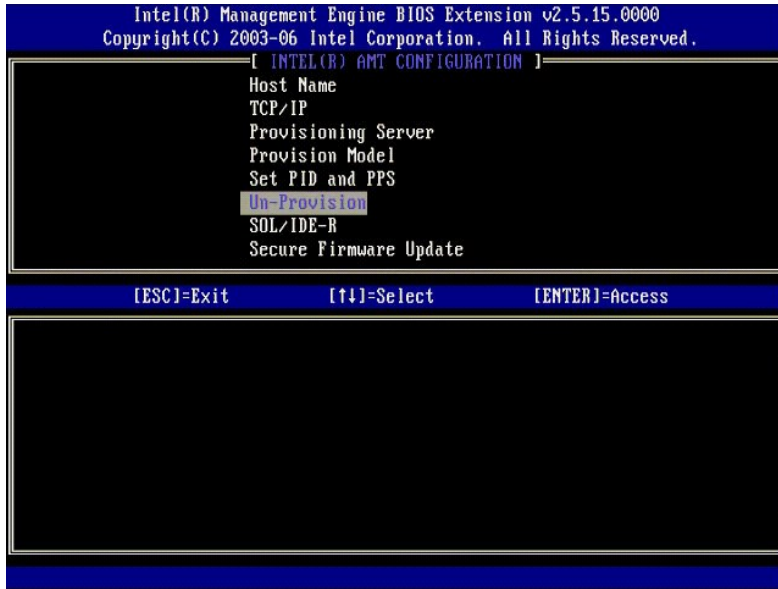 Intel(R) Management Engine BIOS Extension v2.5.15.0000
Copyright(C) 2003-06 Intel Corporation. All Rights Reserved.
[ INTEL(R) AMT CONFIGURATION ]
Host Name
TCP/IP
Provisioning Server
Provision Model
Set PID and PPS
Un-Provision
SOL/IDE-R
Secure Firmware Update
[ESC]=Exit [↑↓]=Select [ENTER]=Access